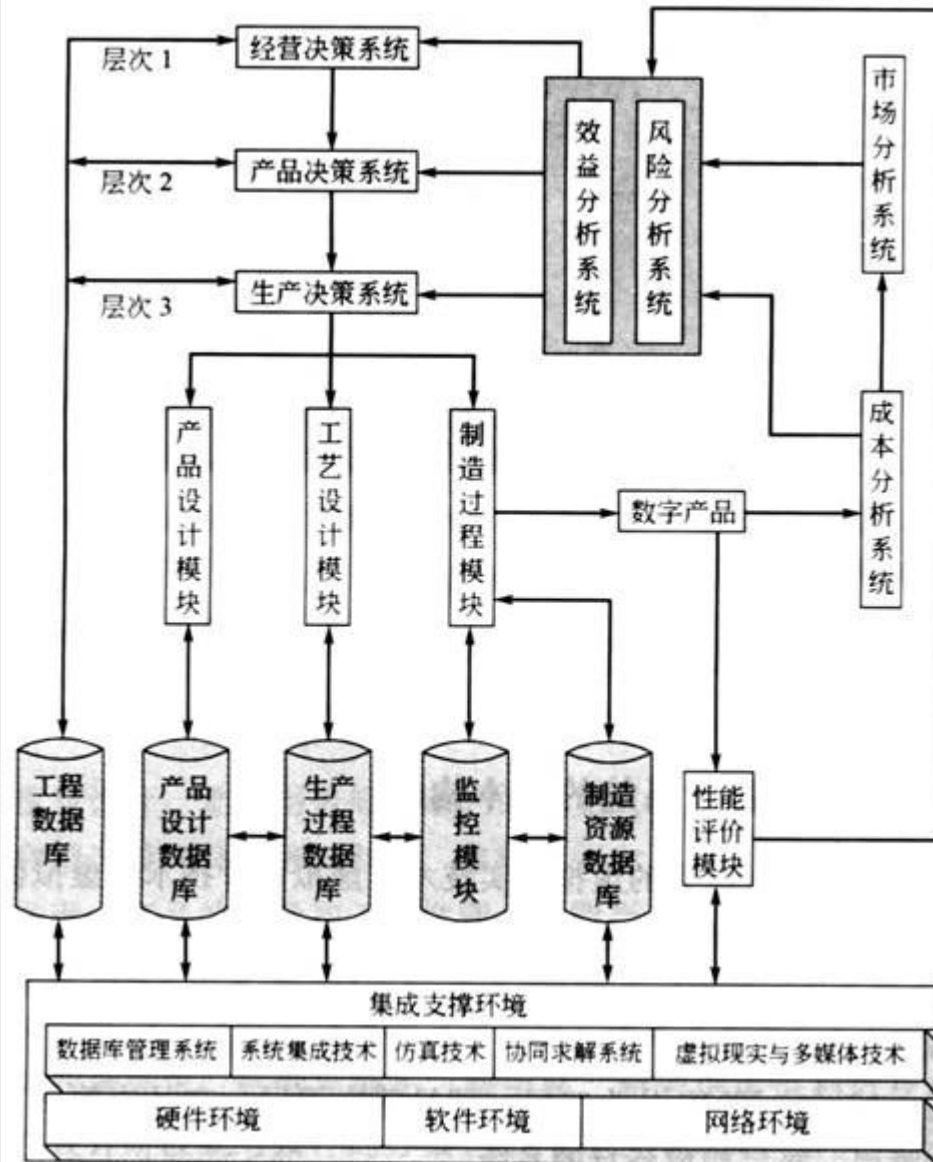 经营决策系统
层次 1
产品决策系统
层次 2
生产决策系统
层次 3
效益分析系统
风险分析系统
市场分析系统
成本分析系统
产品设计模块
工艺设计模块
制造过程模块
数字产品
工程
数据
库
产品
设计
数据
库
生产
过程
数据
库
监
控
模
块
制造
资源
数据
库
性能
评价
模块
集成支撑环境
数据库管理系统
系统集成技术
仿真技术
协同求解系统
虚拟现实与多媒体技术
硬件环境
软件环境
网络环境